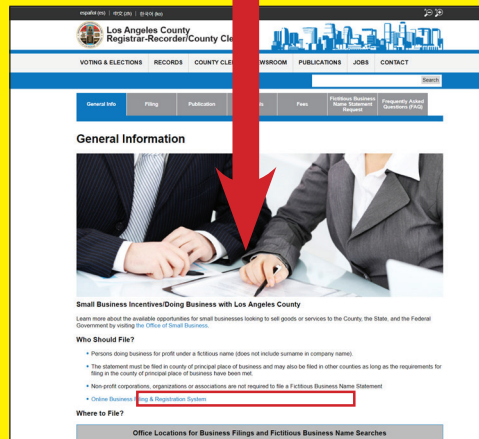 español (es) | 中文 (zh) | 한국어 (ko)
Los Angeles County
Registrar-Recorder/County Cle
VOTING & ELECTIONS RECORDS COUNTY CLE WSROOM PUBLICATIONS JOBS CONTACT
Search
General Info Filing Publication ls Fees Fictitious Business Name Statement Request Frequently Asked Questions (FAQ)
General Information
Small Business Incentives/Doing Business with Los Angeles County
Learn more about the available opportunities for small businesses looking to sell goods or services to the County, the State, and the Federal
Government by visiting the Office of Small Business.
Who Should File?
• Persons doing business for profit under a fictitious name (does not include surname in company name).
• The statement must be filed in county of principal place of business and may also be filed in other counties as long as the requirements for
filing in the county of principal place of business have been met.
• Non-profit corporations, organizations or associations are not required to file a Fictitious Business Name Statement
• Online Business Filing & Registration System
Where to File?
Office Locations for Business Filings and Fictitious Business Name Searches